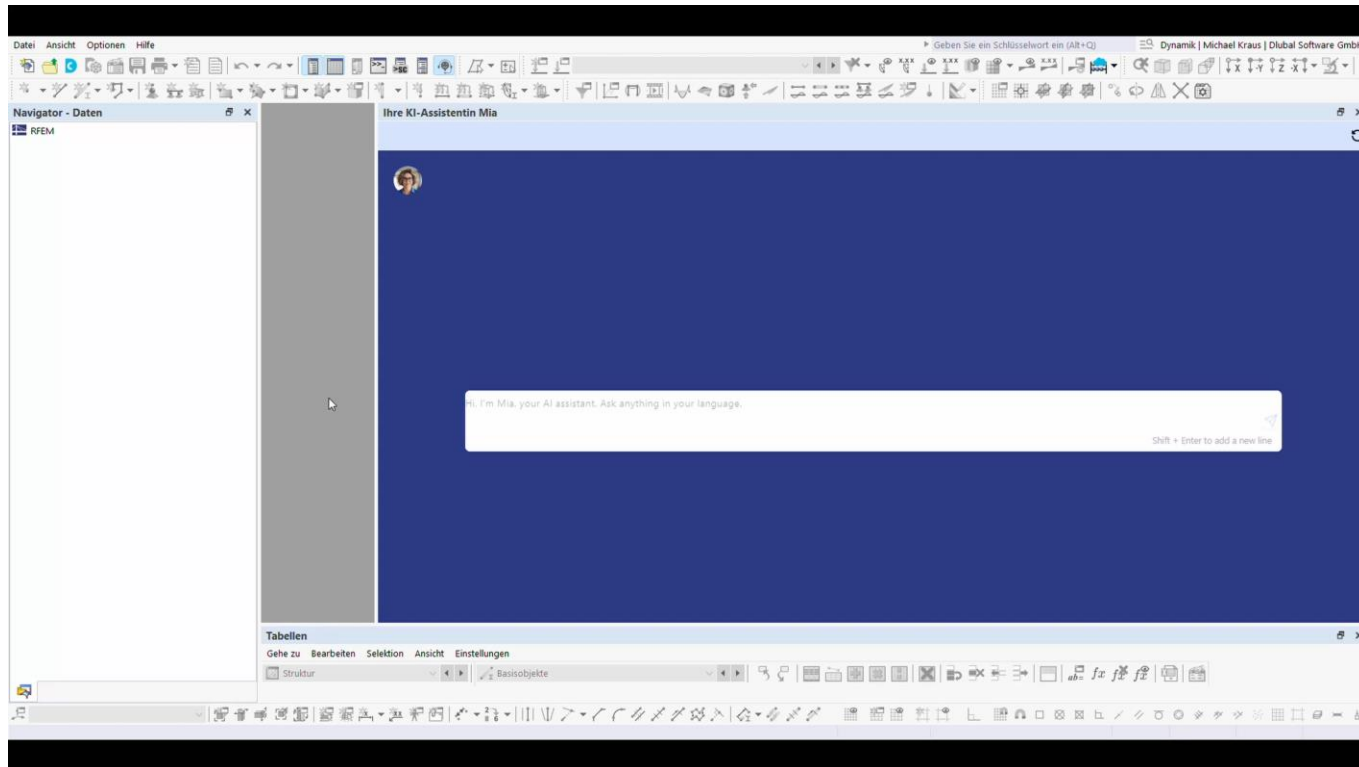 Datei Ansicht Optionen Hilfe
Geben Sie ein Schlüsselwort ein (Alt+Q)
Dynamik | Michael Kraus | Dlubal Software GmbH
Navigator - Daten
RFEM
Ihre KI-Assistentin Mia
Hi. I'm Mia, your AI assistant. Ask anything in your language.
Shift + Enter to add a new line
Tabellen
Gehe zu Bearbeiten Selektion Ansicht Einstellungen
Struktur
Basisobjekte